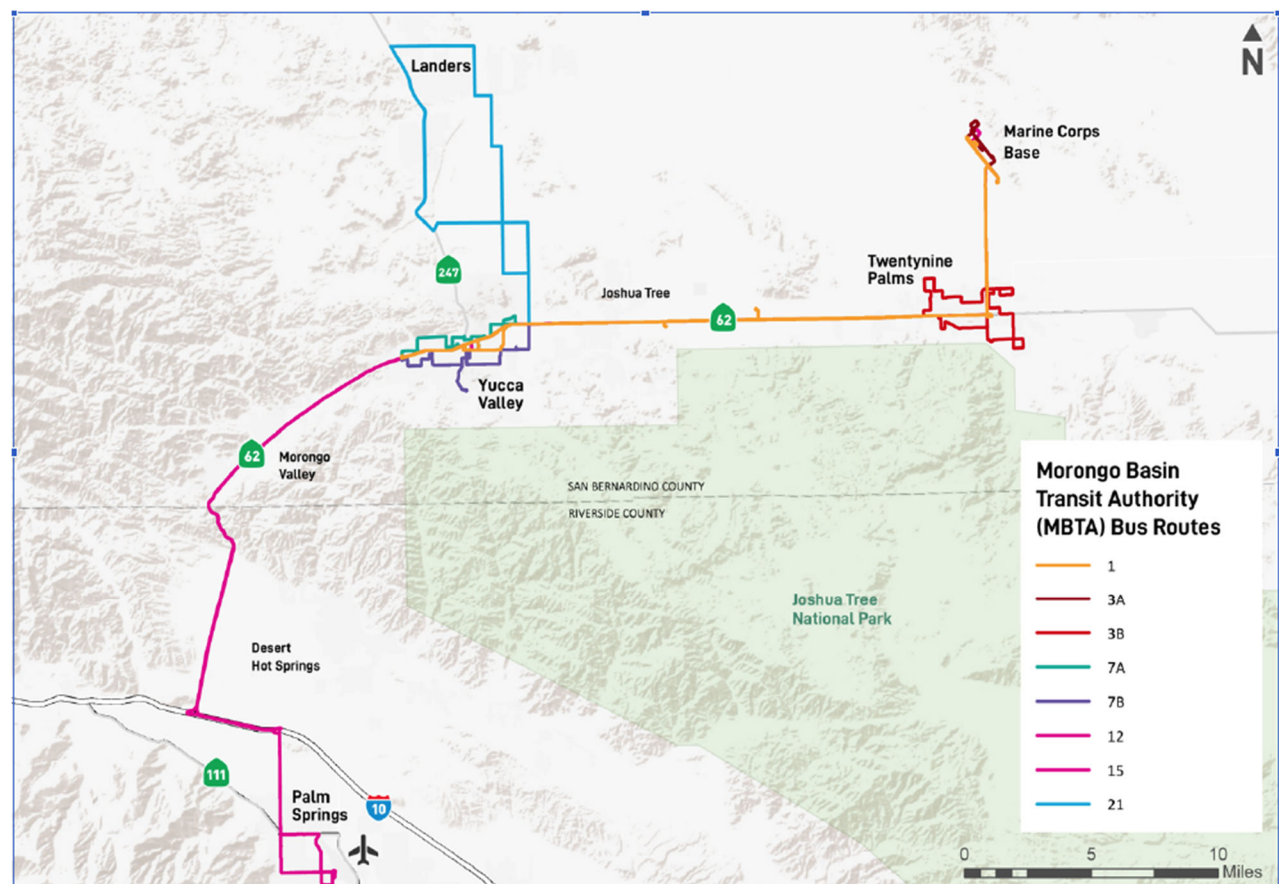 N
Landers
Marine Corps
Base
247
Twentynine
Palms
Joshua Tree
62
Yucca
Valley
62
Morongo
Valley
SAN BERNARDINO COUNTY
RIVERSIDE COUNTY
Joshua Tree
National Park
Desert
Hot Springs
111
Palm
Springs
10
Morongo Basin
Transit Authority
(MBTA) Bus Routes
1
3A
3B
7A
7B
12
15
21
0 5 10
Miles